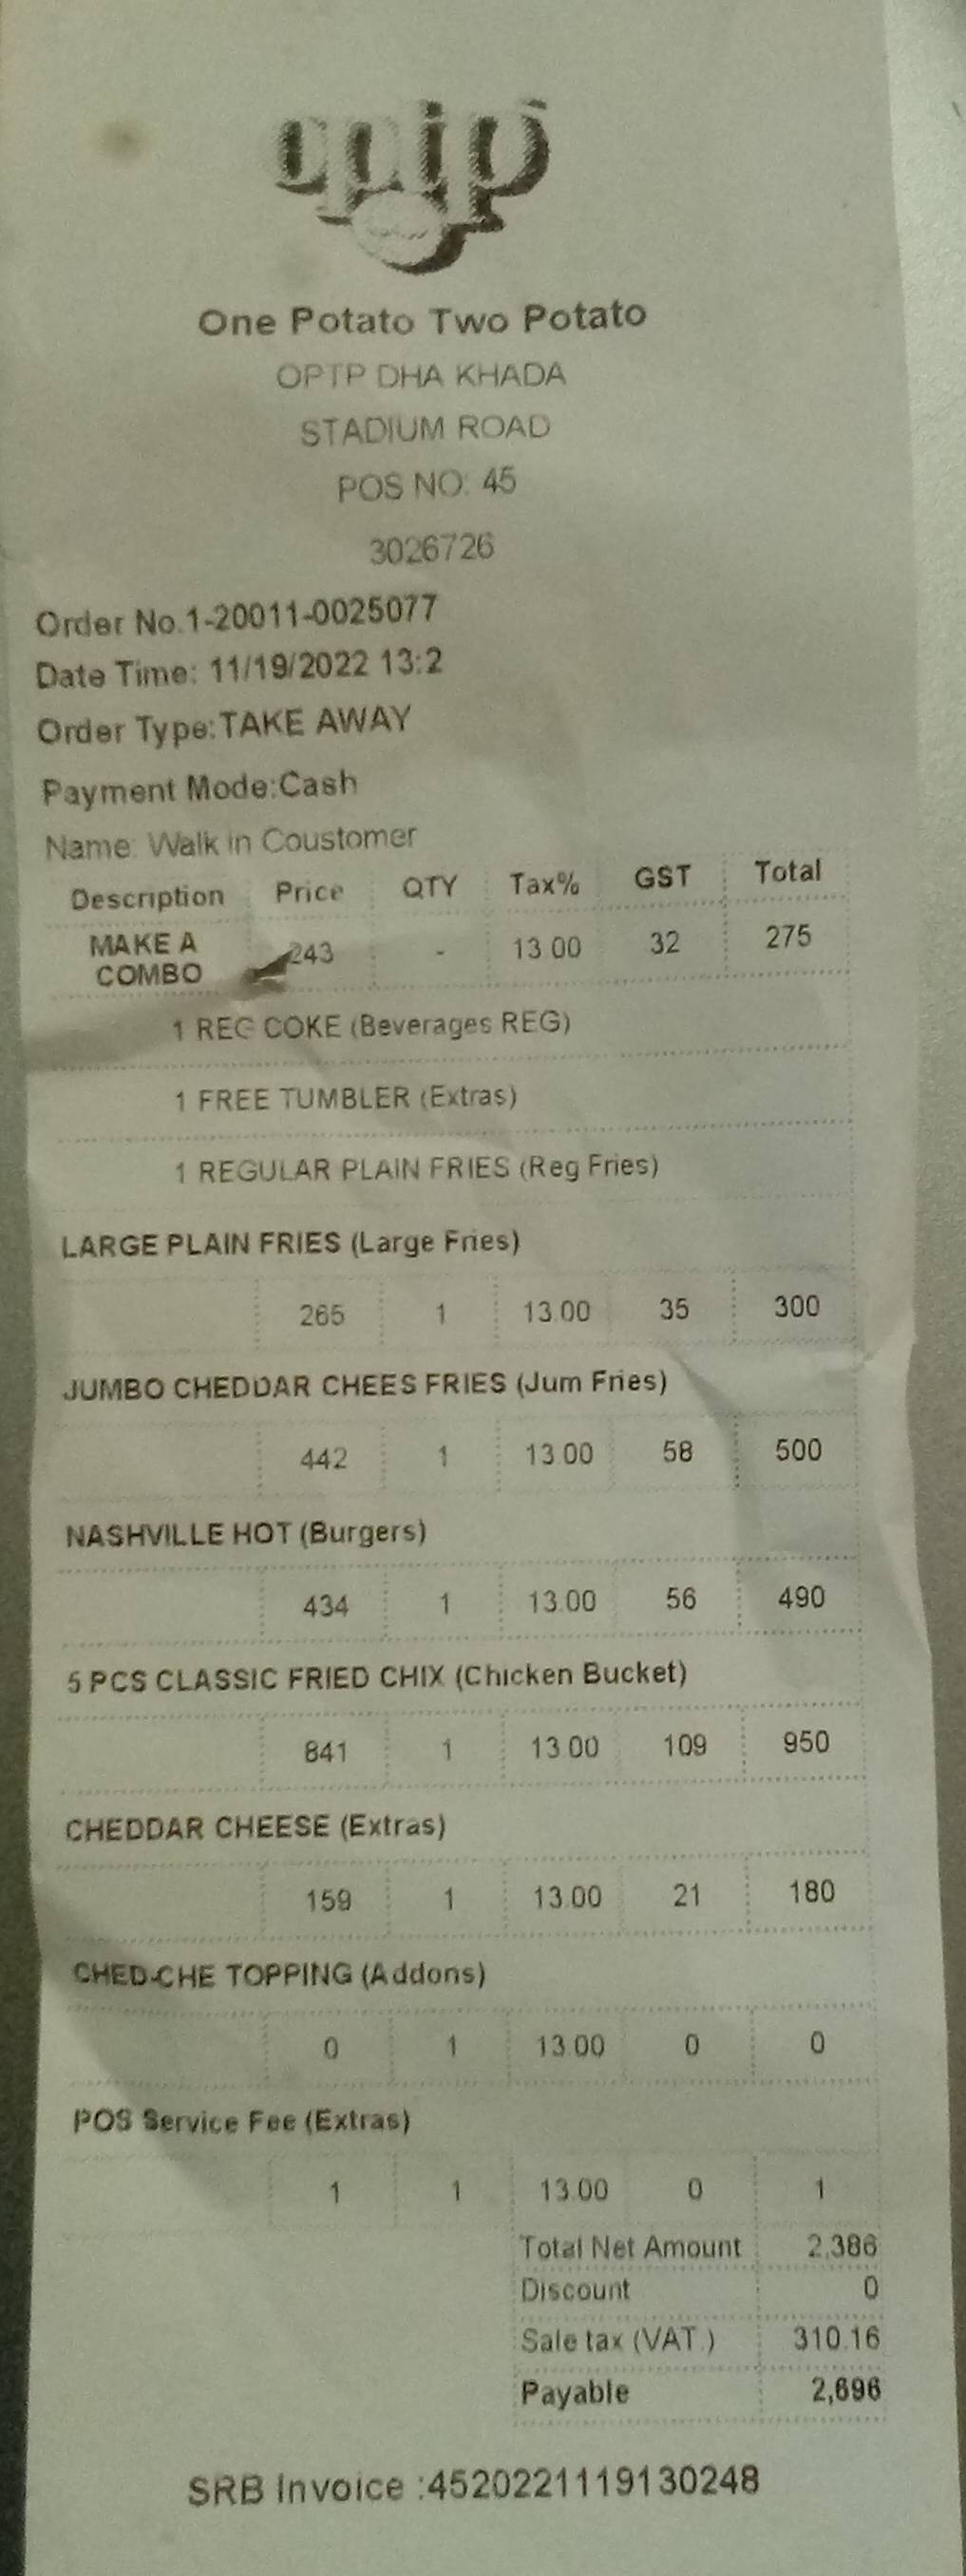 One Potato Two Potato
OPTP DHA KHADA
STADIUM ROAD
POS NO: 45
3026726
Order No.1-20011-0025077
Date Time: 11/19/2022 13:2
Order Type:TAKE AWAY
Payment Mode:Cash
Name: Walk in Coustomer
Description Price QTY Tax% GST Total
MAKE A COMBO 243 - 13.00 32 275
1 REG COKE (Beverages REG)
1 FREE TUMBLER (Extras)
1 REGULAR PLAIN FRIES (Reg Fries)
LARGE PLAIN FRIES (Large Fries)
265 1 13.00 35 300
JUMBO CHEDDAR CHEES FRIES (Jum Fries)
442 1 13.00 58 500
NASHVILLE HOT (Burgers)
434 1 13.00 56 490
5 PCS CLASSIC FRIED CHIX (Chicken Bucket)
841 1 13.00 109 950
CHEDDAR CHEESE (Extras)
159 1 13.00 21 180
CHED-CHE TOPPING (Addons)
0 1 13.00 0 0
POS Service Fee (Extras)
1 1 13.00 0 1
Total Net Amount 2,386
Discount 0
Sale tax (VAT.) 310.16
Payable 2,696
SRB Invoice :4520221119130248